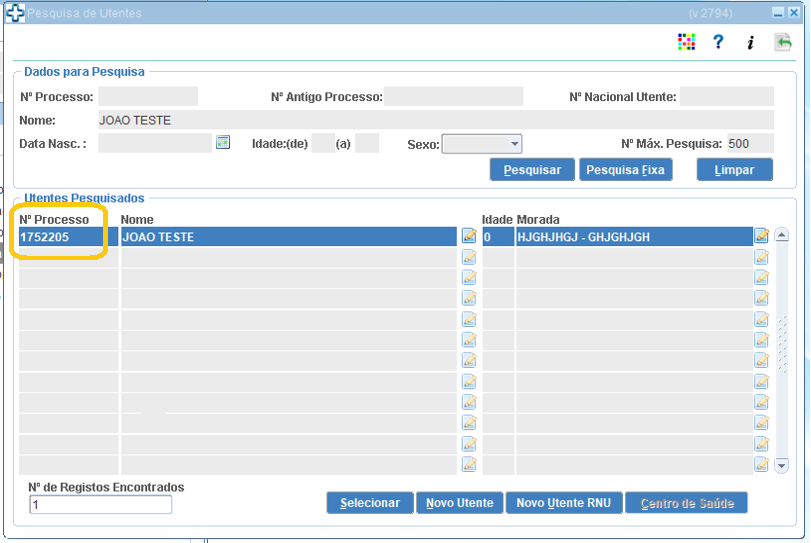 Pesquisa de Utentes (v 2794)
Dados para Pesquisa
Nº Processo: Nº Antigo Processo: Nº Nacional Utente:
Nome: JOAO TESTE
Data Nasc.: Idade:(de) (a) Sexo: Nº Máx. Pesquisa: 500
Pesquisar Pesquisa Fixa Limpar
Utentes Pesquisados
Nº Processo Nome Idade Morada
1752205 JOAO TESTE 0 HJGHJHGJ - GHJGHJGH
Nº de Registos Encontrados
1
Selecionar Novo Utente Novo Utente RNU Centro de Saúde